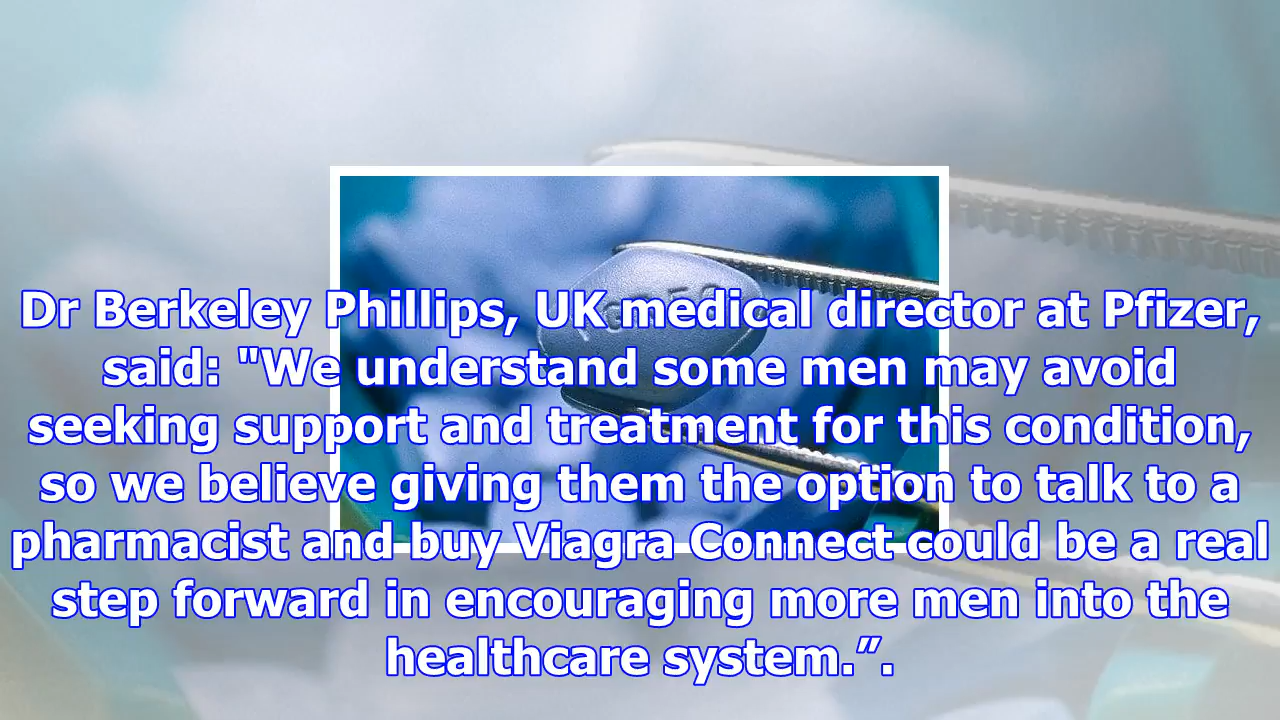 Dr Berkeley Phillips, UK medical director at Pfizer,
said: "We understand some men may avoid
seeking support and treatment for this condition,
so we believe giving them the option to talk to a
pharmacist and buy Viagra Connect could be a real
step forward in encouraging more men into the
healthcare system.”.